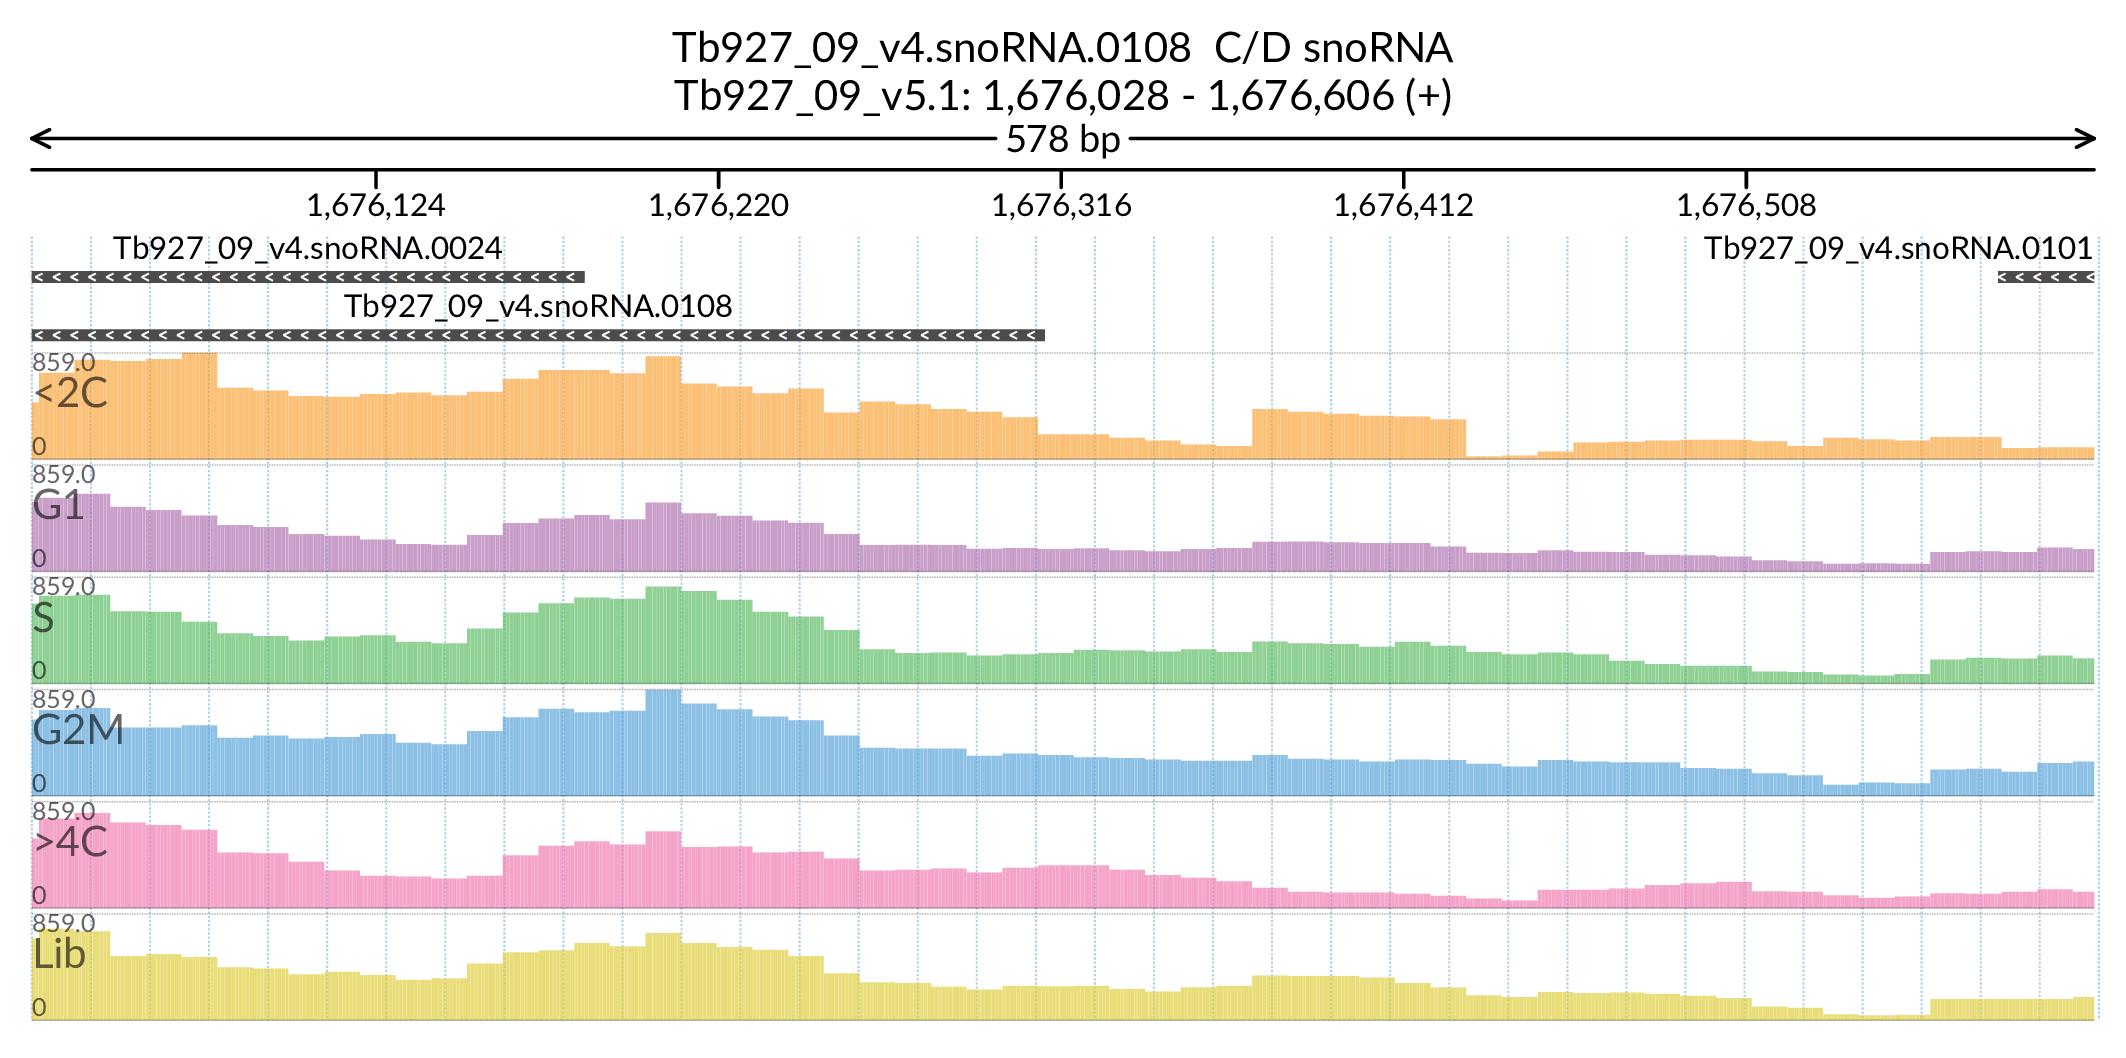 Tb927_09_v4.snoRNA.0108  C/D snoRNA
Tb927_09_v5.1: 1,676,028 - 1,676,606 (+)
578 bp
1,676,124 1,676,220 1,676,316 1,676,412 1,676,508
Tb927_09_v4.snoRNA.0024 Tb927_09_v4.snoRNA.0101
Tb927_09_v4.snoRNA.0108
859.0
<2C
0
859.0
G1
0
859.0
S
0
859.0
G2M
0
859.0
>4C
0
859.0
Lib
0